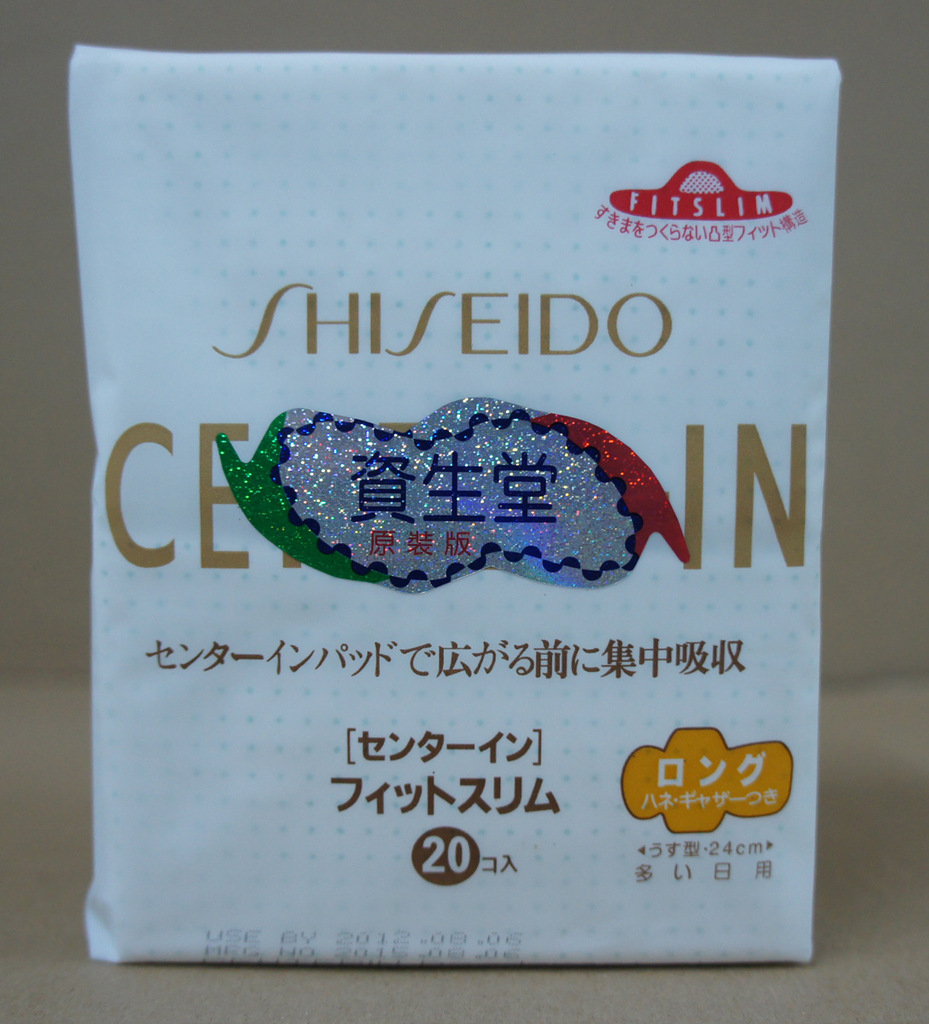 FITSLIM
すきまをつくらない凸型フィット構造
SHISEIDO
CE IN
資生堂
原装版
センターインパッドで広がる前に集中吸収
[センターイン]
フィットスリム
20コ入
ロング
ハネ・ギャザーつき
◂うす型・24cm▸
多い日用
USE BY